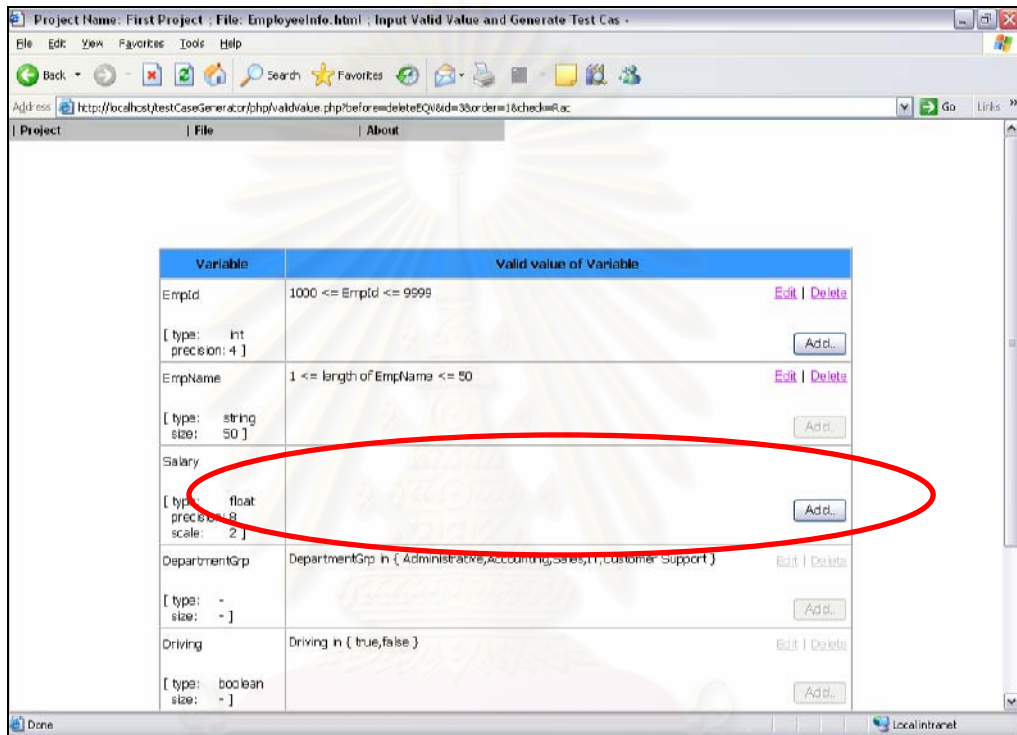 Project Name: First Project ; File: EmployeeInfo.html ; Input Valid Value and Generate Test Cas -
File Edit View Favorites Tools Help
Back Search Favorites
Address http://localhost/testCaseGenerator/php/validValue.php?before=deleteEQV&id=3&order=1&check=Rac Go Links »
| Project | File | About
Variable Valid value of Variable
EmpId 1000 <= EmpId <= 9999 Edit | Delete
[ type: int
precision: 4 ] Add..
EmpName 1 <= length of EmpName <= 50 Edit | Delete
[ type: string
size: 50 ] Add..
Salary
[ type: float
precision: 8 Add..
scale: 2 ]
DepartmentGrp DepartmentGrp in { Administrative,Accounting,Sales,IT,Customer Support } Edit | Delete
[ type: -
size: - ] Add..
Driving Driving in { true,false } Edit | Delete
[ type: boolean
size: - ] Add..
Done Local intranet